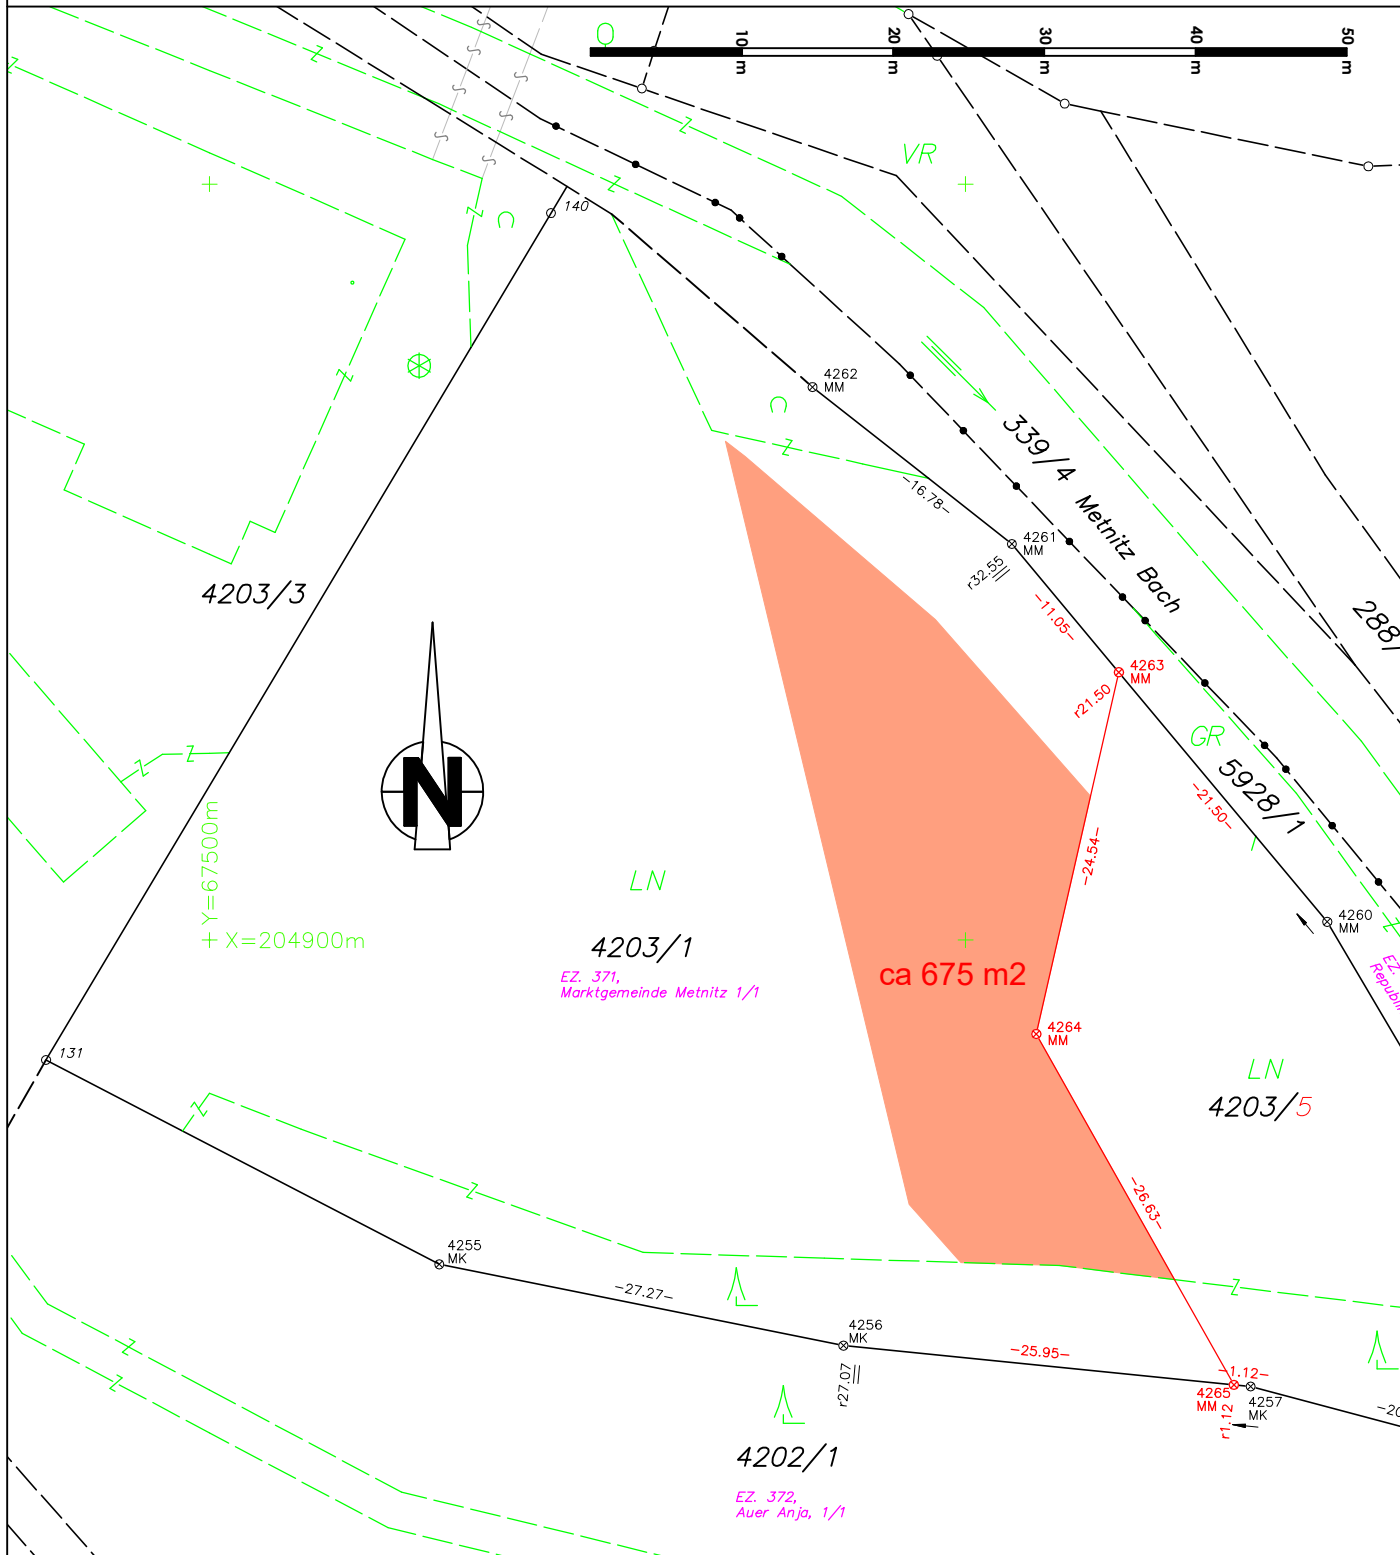 10
m
20
m
30
m
40
m
50
m
VR
140
4262
MM
339/4 Metnitz Bach
-16.78-
4261
MM
r32.55
4203/3
-11.05-
288/
4263
MM
r21.50
GR
5928/1
-21.50-
N
Y=67500m
X=204900m
LN
-24.54-
4260
MM
4203/1
EZ. 371,
Marktgemeinde Metnitz 1/1
ca 675 m2
EZ.
4264
MM
131
LN
4203/5
-26.63-
4255
MK
-27.27-
4256
MK
r27.07
-25.95-
-1.12-
4265
MM
r1.12
4257
MK
-20
4202/1
EZ. 372,
Auer Anja, 1/1